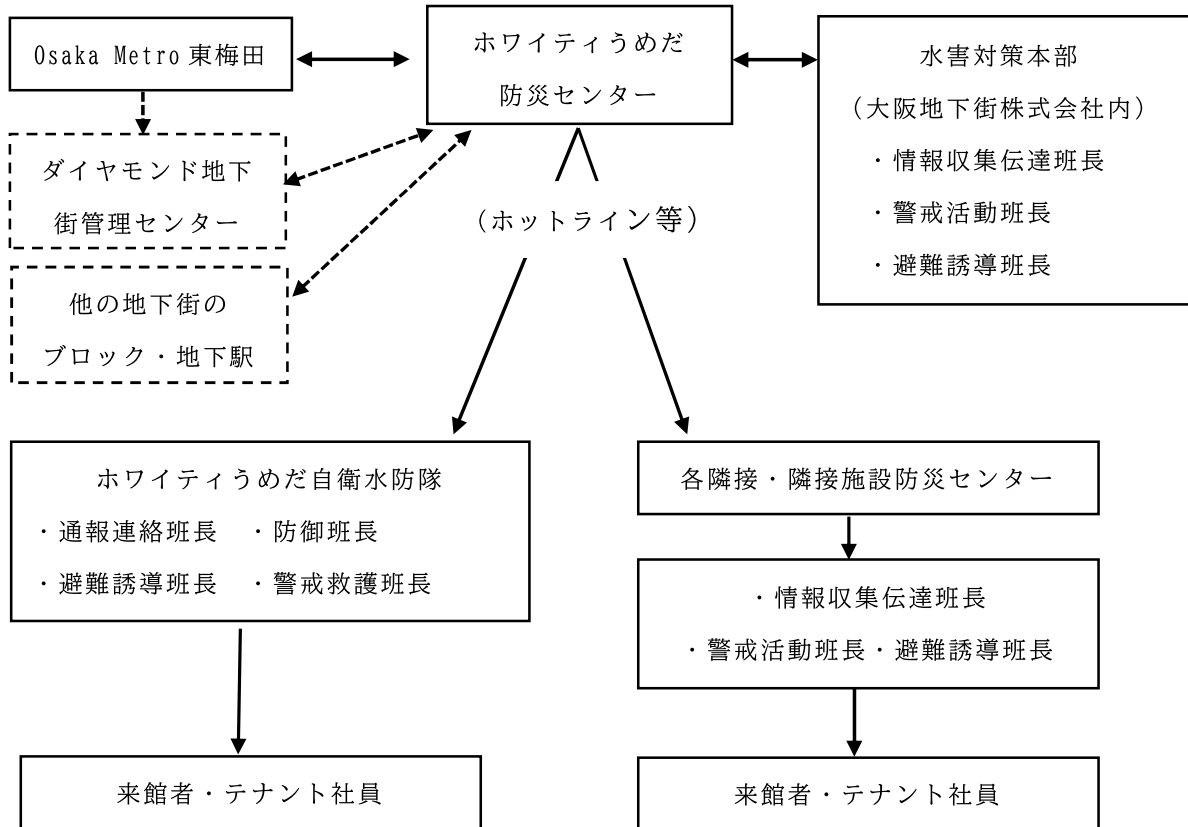 Osaka Metro東梅田
ホワイティうめだ
防災センター
水害対策本部
（大阪地下街株式会社内）
・情報収集伝達班長
・警戒活動班長
・避難誘導班長
ダイヤモンド地下
街管理センター
（ホットライン等）
他の地下街の
ブロック・地下駅
ホワイティうめだ自衛水防隊
・通報連絡班長　・防御班長
・避難誘導班長　・警戒救護班長
各隣接・隣接施設防災センター
・情報収集伝達班長
・警戒活動班長・避難誘導班長
来館者・テナント社員
来館者・テナント社員